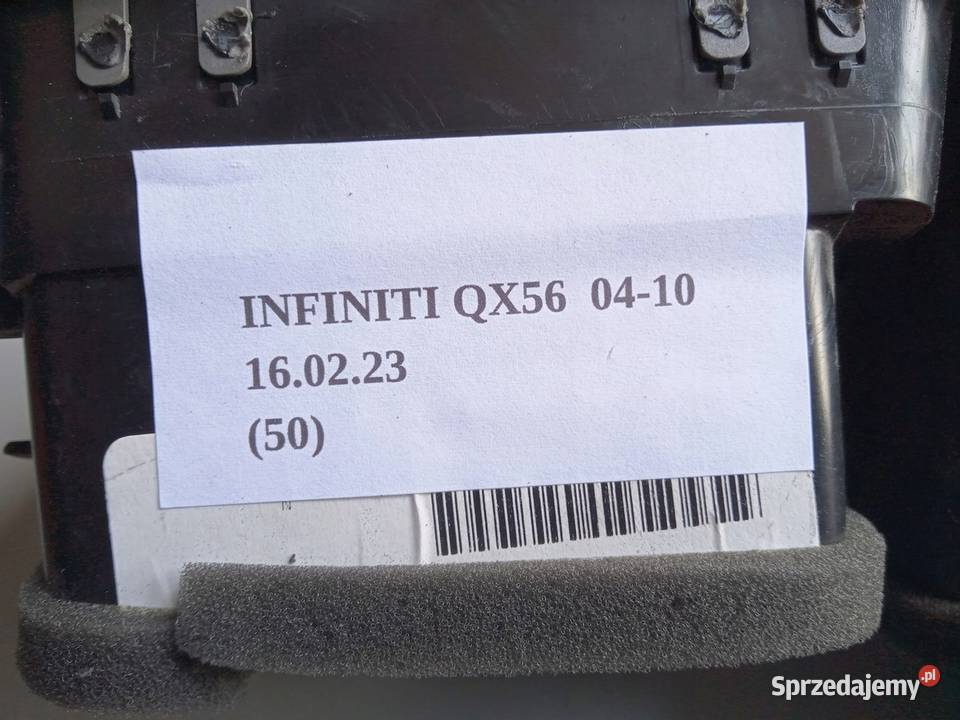 INFINITI QX56 04-10
16.02.23
(50)
Sprzedajemy.pl